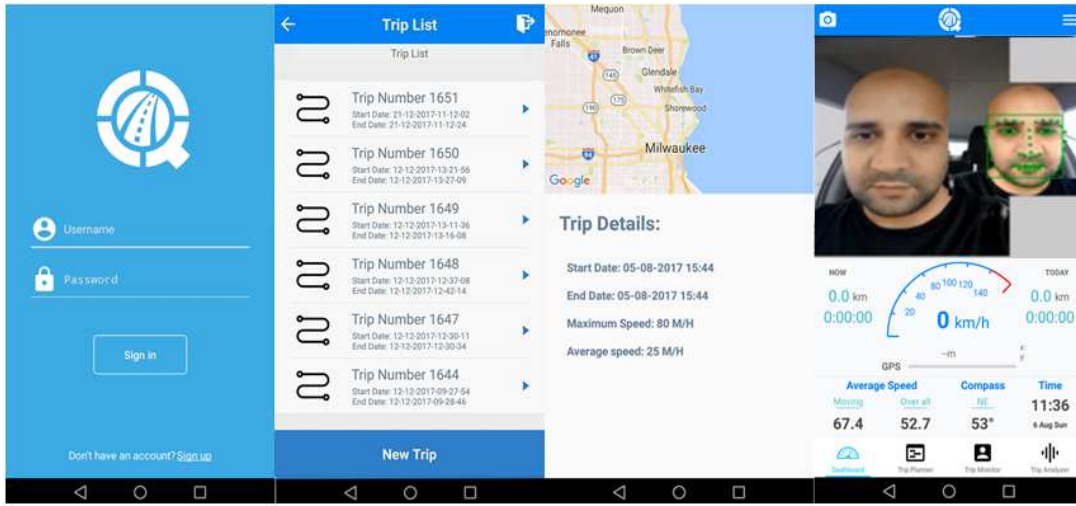 Username
Password
Sign in
Don't have an account? Sign up
Trip List
Trip List
Trip Number 1651
Start Date: 21-12-2017-11-12-02
End Date: 21-12-2017-11-12-24
Trip Number 1650
Start Date: 12-12-2017-13-21-56
End Date: 12-12-2017-13-27-09
Trip Number 1649
Start Date: 12-12-2017-13-11-36
End Date: 12-12-2017-13-16-08
Trip Number 1648
Start Date: 12-12-2017-12-37-08
End Date: 12-12-2017-12-42-14
Trip Number 1647
Start Date: 12-12-2017-12-30-11
End Date: 12-12-2017-12-30-34
Trip Number 1644
Start Date: 12-12-2017-09-27-54
End Date: 12-12-2017-09-28-46
New Trip
Mequon
enomonee
Falls
Brown Deer
145
Glendale
Whitefish Bay
190
175
Shorewood
Milwaukee
Google
Trip Details:
Start Date: 05-08-2017 15:44
End Date: 05-08-2017 15:44
Maximum Speed: 80 M/H
Average speed: 25 M/H
NOW
TODAY
0.0 km
0:00:00
20 40 80 100 120 140
0 km/h
0.0 km
0:00:00
--m
GPS
Average Speed
Compass
Time
Moving
Over all
NE
11:36
67.4
52.7
53°
6 Aug Sun
Dashboard
Trip Planner
Trip Monitor
Trip Analyzer